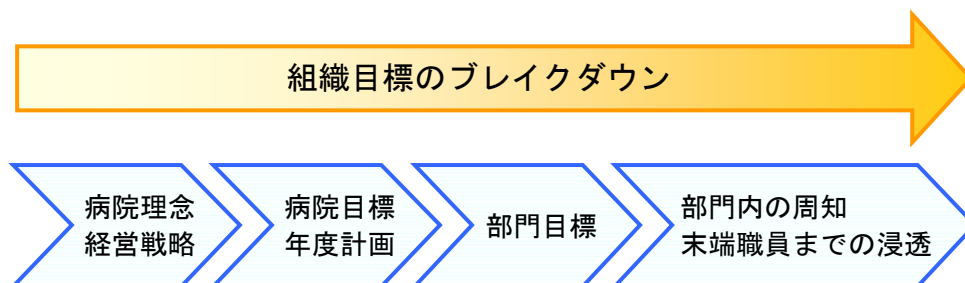 組織目標のブレイクダウン
病院理念
経営戦略
病院目標
年度計画
部門目標
部門内の周知
末端職員までの浸透